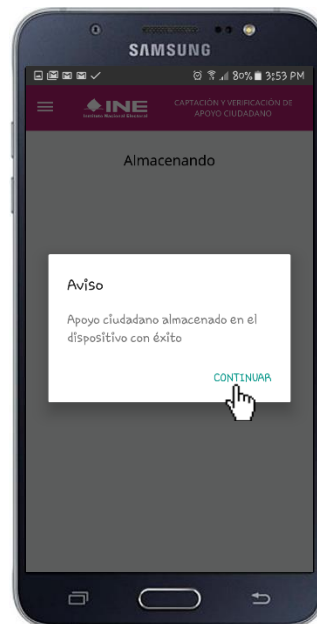 SAMSUNG
80% 3:53 PM
INE
Instituto Nacional Electoral
CAPTACIÓN Y VERIFICACIÓN DE
APOYO CIUDADANO
Almacenando
Aviso
Apoyo ciudadano almacenado en el
dispositivo con éxito
CONTINUAR